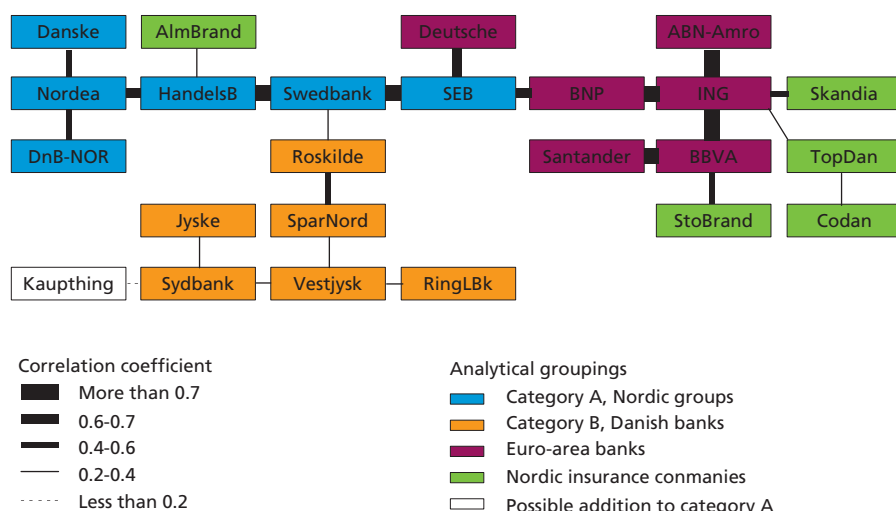 Danske AlmBrand Deutsche ABN-Amro
Nordea HandelsB Swedbank SEB BNP ING Skandia
DnB-NOR Roskilde Santander BBVA TopDan
Jyske SparNord StoBrand Codan
Kaupthing Sydbank Vestjysk RingLBk
Correlation coefficient
More than 0.7
0.6-0.7
0.4-0.6
0.2-0.4
Less than 0.2
Analytical groupings
Category A, Nordic groups
Category B, Danish banks
Euro-area banks
Nordic insurance conmanies
Possible addition to category A